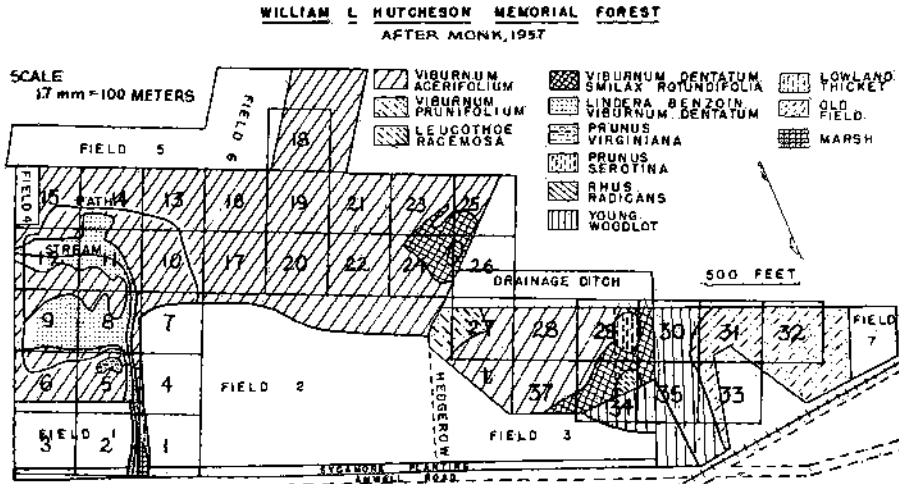 WILLIAM L HUTCHESON MEMORIAL FOREST
AFTER MONK, 1957
SCALE
1.7 mm = 100 METERS
VIBURNUM
ACERIFOLIUM
VIBURNUM
PRUNIFOLIUM
LEUCOTHOE
RACEMOSA
VIBURNUM DENTATUM
SMILAX ROTUNDIFOLIA
LINDERA BENZOIN
VIBURNUM DENTATUM
PRUNUS
VIRGINIANA
PRUNUS
SEROTINA
RHUS
RADICANS
YOUNG
WOODLOT
LOWLAND
THICKET
OLD
FIELD
MARSH
FIELD 5
FIELD 6
18
FIELD 4
15 14 13 16 19 21 23 25
PATH
STREAM
12 11 10 17 20 22 24 26
DRAINAGE DITCH
500 FEET
9 8 7
27 28 29 30 31 32
FIELD 7
6 5 4
FIELD 2
HEDGEROW
37 34 35 33
FIELD 1
3 2 1
FIELD 3
SYCAMORE PLANTING
AMWELL ROAD